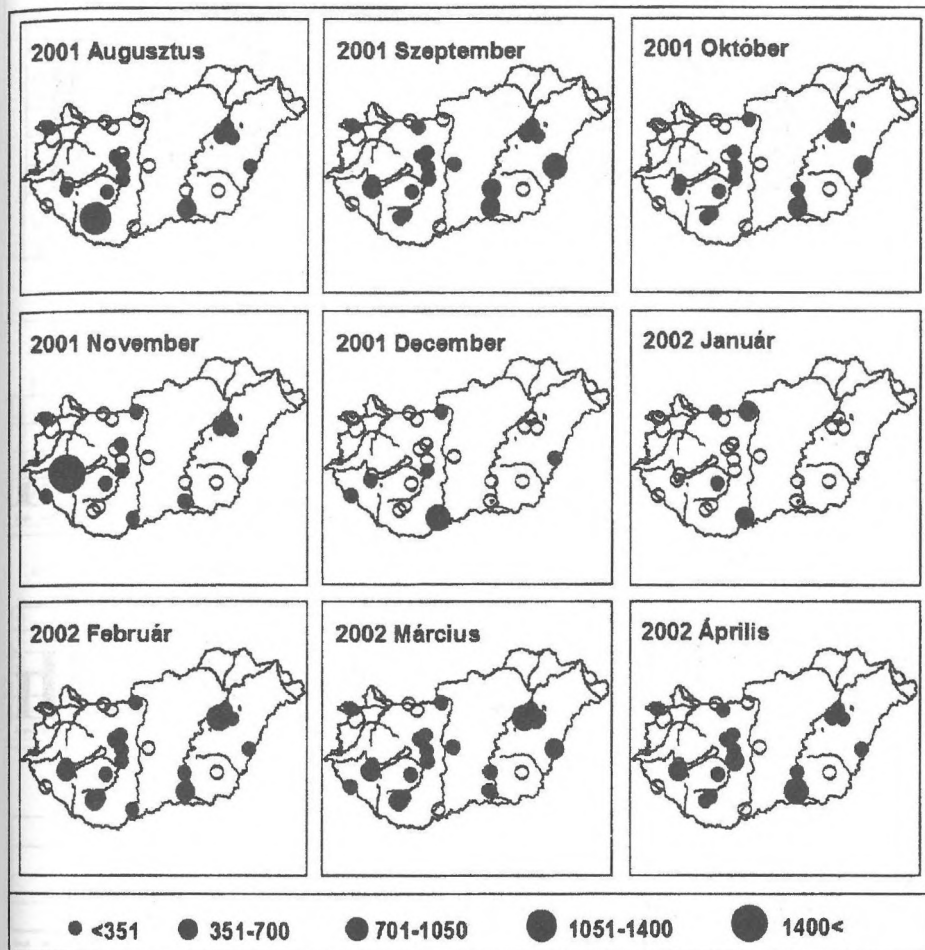 2001 Augusztus
2001 Szeptember
2001 Október
2001 November
2001 December
2002 Január
2002 Február
2002 Március
2002 Április
<351 351-700 701-1050 1051-1400 1400<